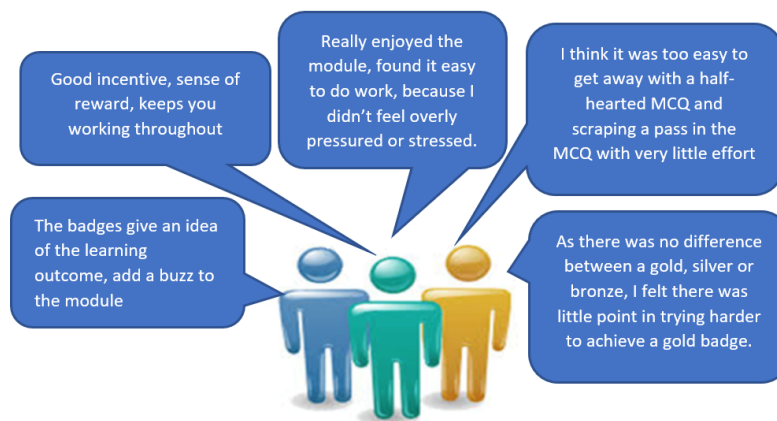 Good incentive, sense of
reward, keeps you
working throughout
Really enjoyed the
module, found it easy
to do work, because I
didn’t feel overly
pressured or stressed.
I think it was too easy to
get away with a half-
hearted MCQ and
scraping a pass in the
MCQ with very little effort
The badges give an idea
of the learning
outcome, add a buzz to
the module
As there was no difference
between a gold, silver or
bronze, I felt there was
little point in trying harder
to achieve a gold badge.